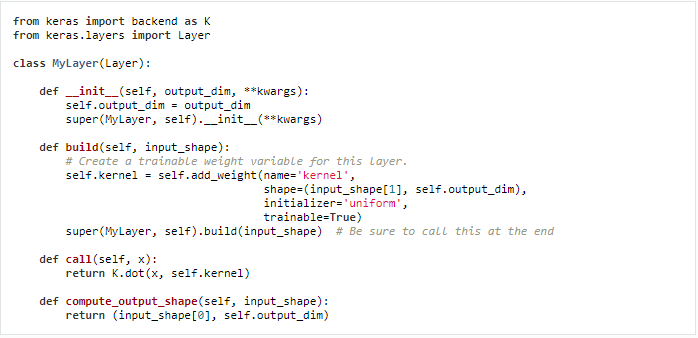 from keras import backend as K
from keras.layers import Layer

class MyLayer(Layer):

    def __init__(self, output_dim, **kwargs):
        self.output_dim = output_dim
        super(MyLayer, self).__init__(**kwargs)

    def build(self, input_shape):
        # Create a trainable weight variable for this layer.
        self.kernel = self.add_weight(name='kernel',
                                      shape=(input_shape[1], self.output_dim),
                                      initializer='uniform',
                                      trainable=True)
        super(MyLayer, self).build(input_shape)  # Be sure to call this at the end

    def call(self, x):
        return K.dot(x, self.kernel)

    def compute_output_shape(self, input_shape):
        return (input_shape[0], self.output_dim)